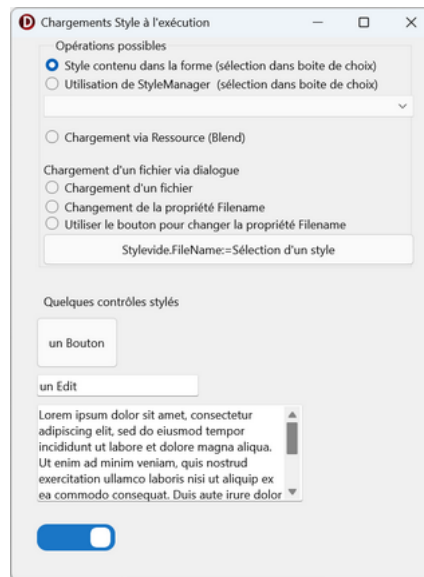 Chargements Style à l'exécution
Opérations possibles
Style contenu dans la forme (sélection dans boite de choix)
Utilisation de StyleManager (sélection dans boite de choix)
Chargement via Ressource (Blend)
Chargement d'un fichier via dialogue
Chargement d'un fichier
Changement de la propriété Filename
Utiliser le bouton pour changer la propriété Filename
Stylevide.FileName:=Sélection d'un style
Quelques contrôles stylés
un Bouton
un Edit
Lorem ipsum dolor sit amet, consectetur
adipiscing elit, sed do eiusmod tempor
incididunt ut labore et dolore magna aliqua.
Ut enim ad minim veniam, quis nostrud
exercitation ullamco laboris nisi ut aliquip ex
ea commodo consequat. Duis aute irure dolor